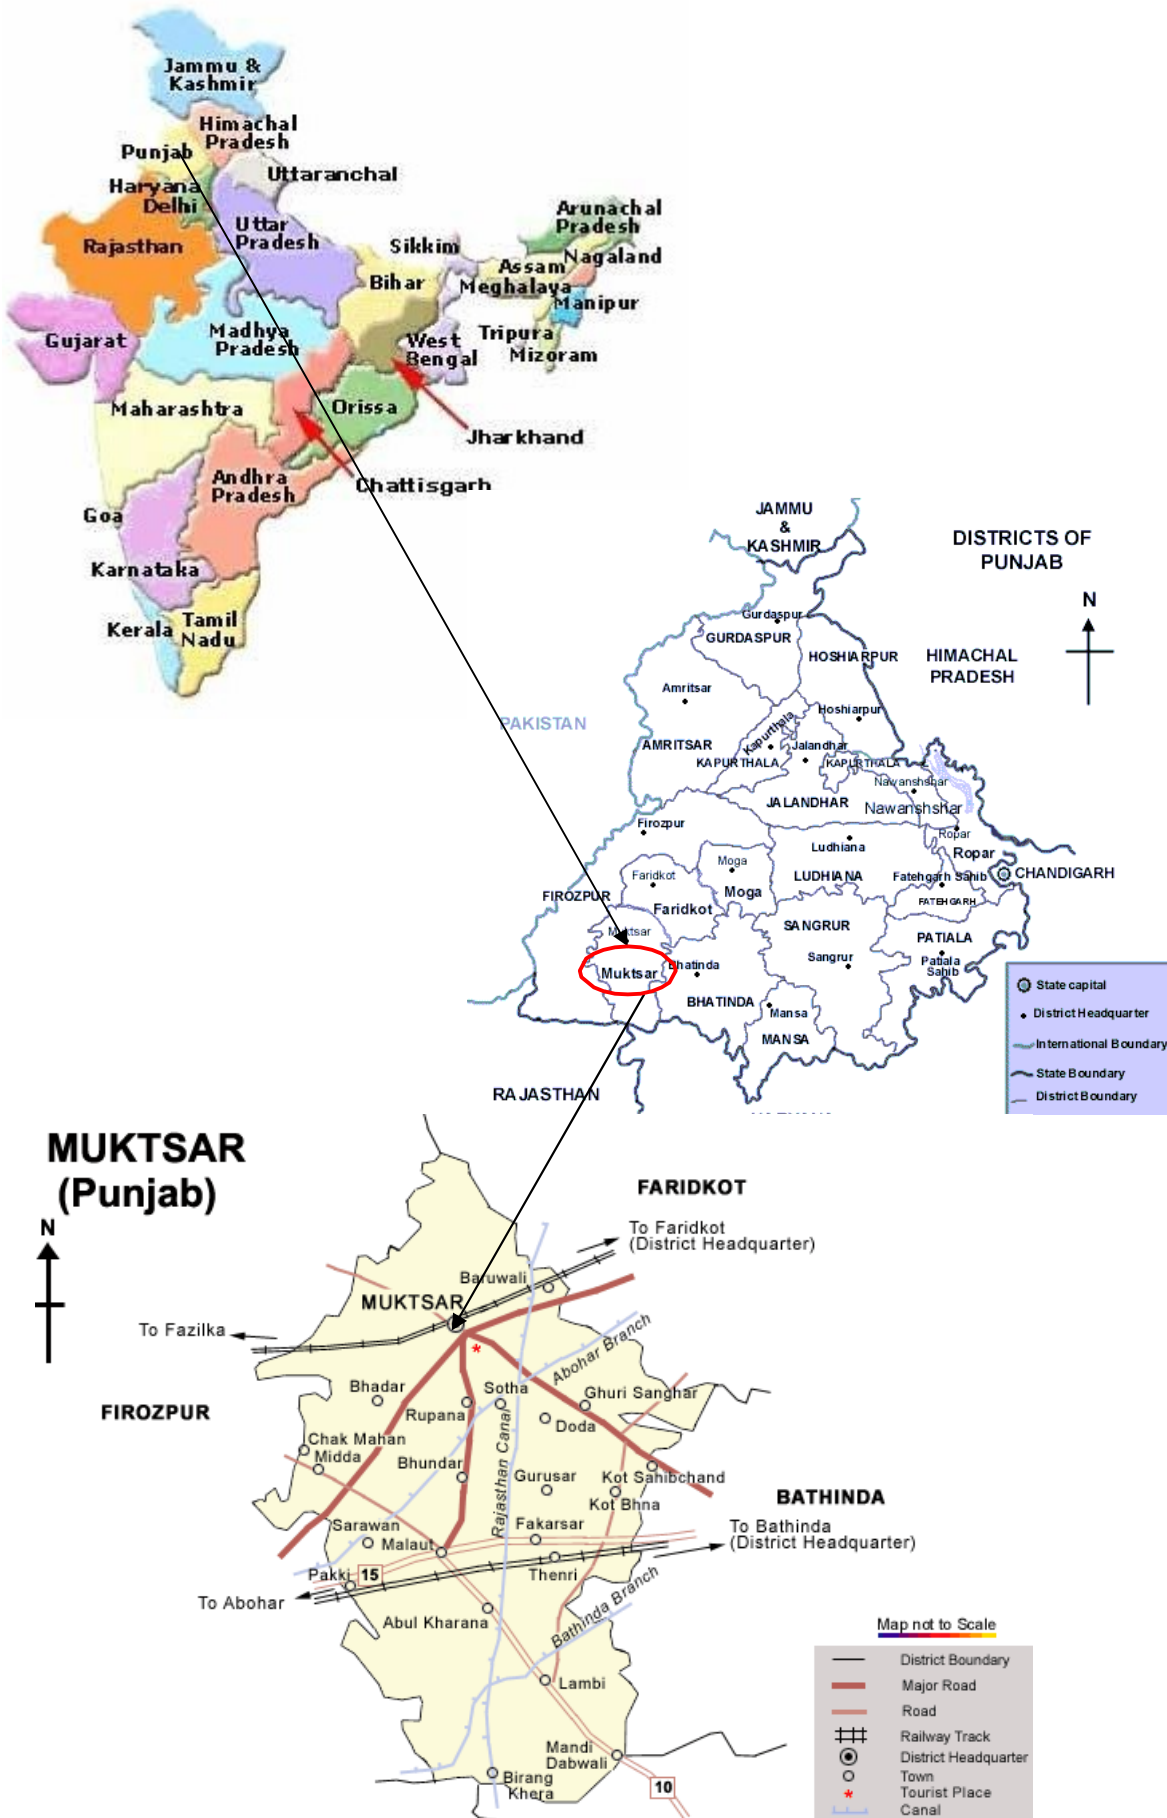 Jammu &
Kashmir
Himachal
Pradesh
Punjab
Uttaranchal
Haryana
Delhi
Uttar
Pradesh
Rajasthan
Arunachal
Pradesh
Sikkim
Nagaland
Assam
Bihar
Meghalaya
Manipur
Gujarat
Madhya
Pradesh
West
Bengal
Tripura
Mizoram
Maharashtra
Orissa
Jharkhand
Andhra
Pradesh
Chattisgarh
Goa
Karnataka
Kerala
Tamil
Nadu
JAMMU
&
KASHMIR
DISTRICTS OF
PUNJAB
N
Gurdaspur
GURDASPUR
HOSHIARPUR
HIMACHAL
PRADESH
Amritsar
Hoshiarpur
PAKISTAN
AMRITSAR
Kapurthala
Jalandhar
KAPURTHALA
KAPURTHALA
Nawanshshar
JALANDHAR
Nawanshshar
Firozpur
Ropar
Ludhiana
Ropar
Moga
Faridkot
LUDHIANA
Fatehgarh Sahib
CHANDIGARH
Moga
FIROZPUR
FATEHGARH
Faridkot
SANGRUR
Muktsar
PATIALA
Sangrur
Patiala
Sahib
Bhatinda
Muktsar
BHATINDA
Mansa
MANSA
RAJASTHAN
State capital
District Headquarter
International Boundary
State Boundary
District Boundary
MUKTSAR
(Punjab)
N
FARIDKOT
To Faridkot
(District Headquarter)
Baruwali
MUKTSAR
To Fazilka
*
Abohar Branch
Bhadar
Sotha
Ghuri Sanghar
FIROZPUR
Rupana
Doda
Chak Mahan
Midda
Bhundar
Rajasthan Canal
Gurusar
Kot Sahibchand
Kot Bhna
BATHINDA
Sarawan
Fakarsar
To Bathinda
(District Headquarter)
Malaut
Pakki
15
Thenri
To Abohar
Abul Kharana
Bathinda Branch
Lambi
Mandi
Dabwali
Birang
Khera
10
Map not to Scale
District Boundary
Major Road
Road
Railway Track
District Headquarter
Town
* Tourist Place
Canal